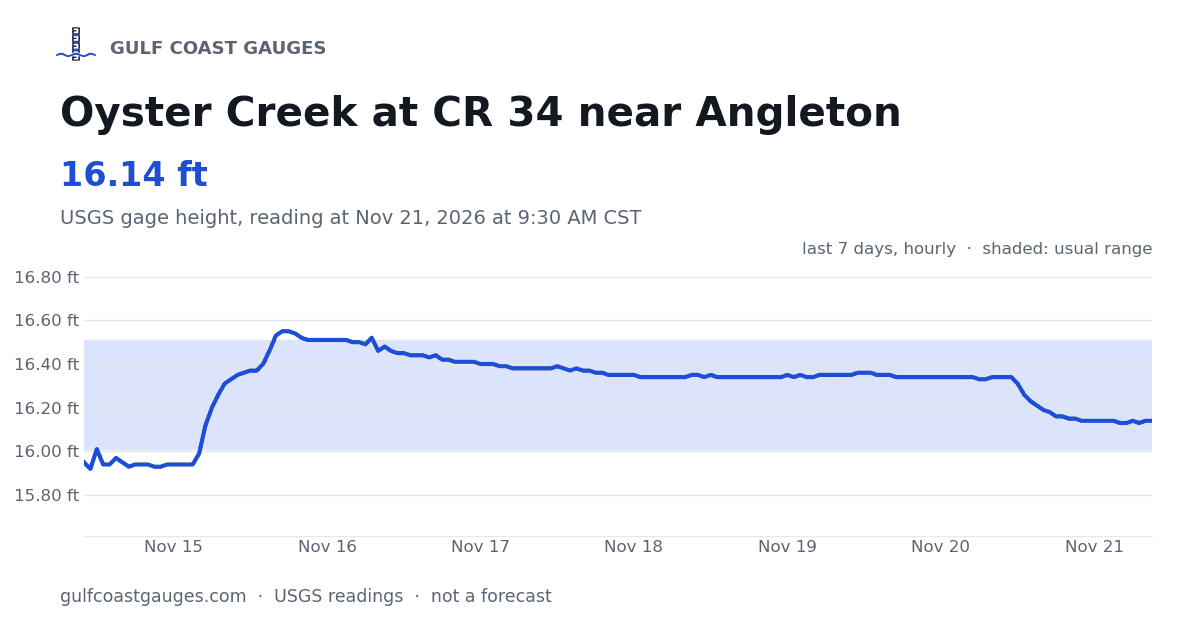 GULF COAST GAUGES
Oyster Creek at CR 34 near Angleton
16.14 ft
USGS gage height, reading at Nov 21, 2026 at 9:30 AM CST
last 7 days, hourly · shaded: usual range
16.80 ft
16.60 ft
16.40 ft
16.20 ft
16.00 ft
15.80 ft
Nov 15 Nov 16 Nov 17 Nov 18 Nov 19 Nov 20 Nov 21
gulfcoastgauges.com · USGS readings · not a forecast